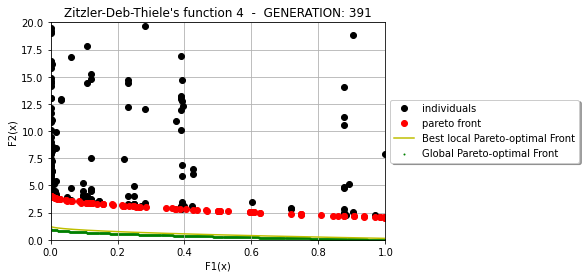 Zitzler-Deb-Thiele's function 4  -  GENERATION: 391
20.0
17.5
15.0
12.5
10.0
7.5
5.0
2.5
0.0
F2(x)
0.0 0.2 0.4 0.6 0.8 1.0
F1(x)
individuals
pareto front
Best local Pareto-optimal Front
Global Pareto-optimal Front